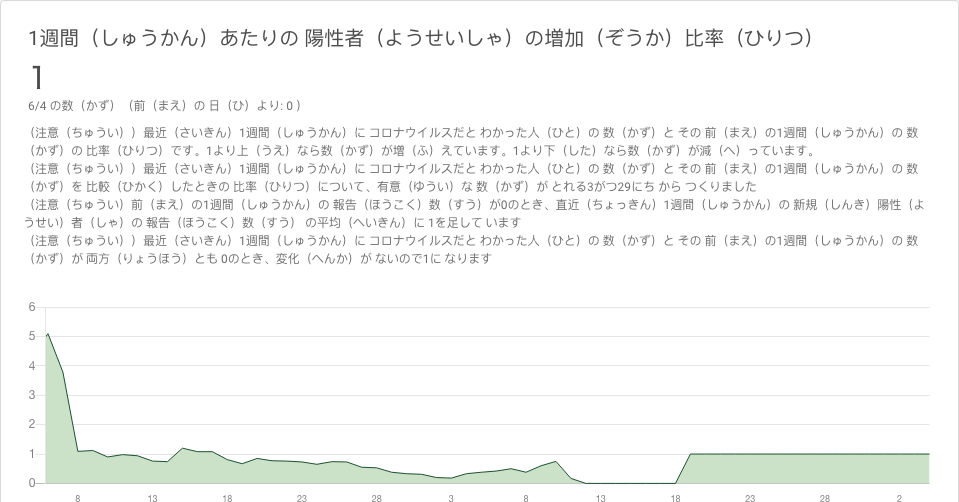 1週間（しゅうかん）あたりの 陽性者（ようせいしゃ）の増加（ぞうか）比率（ひりつ）
1
6/4 の数（かず）（前（まえ）の 日（ひ）より: 0 ）
（注意（ちゅうい））最近（さいきん）1週間（しゅうかん）に コロナウイルスだと わかった人（ひと）の 数（かず）と その 前（まえ）の1週間（しゅうかん）の 数
（かず）の 比率（ひりつ）です。1より上（うえ）なら数（かず）が増（ふ）えています。1より下（した）なら数（かず）が減（へ）っています。
（注意（ちゅうい））最近（さいきん）1週間（しゅうかん）に コロナウイルスだと わかった人（ひと）の 数（かず）と その 前（まえ）の1週間（しゅうかん）の 数
（かず）を 比較（ひかく）したときの 比率（ひりつ）について、有意（ゆうい）な 数（かず）が とれる3がつ29にち から つくりました
（注意（ちゅうい）前（まえ）の1週間（しゅうかん）の 報告（ほうこく）数（すう）が0のとき、直近（ちょっきん）1週間（しゅうかん）の 新規（しんき）陽性（よ
うせい）者（しゃ）の 報告（ほうこく）数（すう） の平均（へいきん）に 1を足して います
（注意（ちゅうい））最近（さいきん）1週間（しゅうかん）に コロナウイルスだと わかった人（ひと）の 数（かず）と その 前（まえ）の1週間（しゅうかん）の 数
（かず）が 両方（りょうほう）とも 0のとき、変化（へんか）が ないので1に なります
6
5
4
3
2
1
0
8 13 18 23 28 3 8 13 18 23 28 2